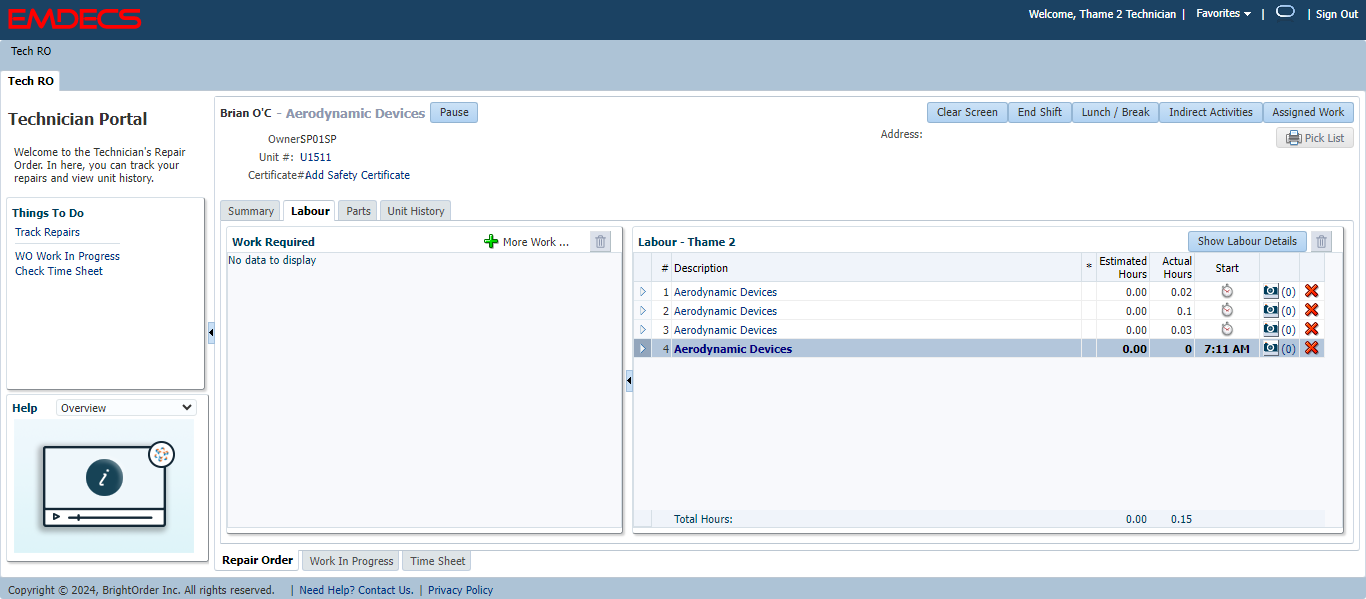 EMDECS
Welcome, Thame 2 Technician | Favorites | | Sign Out
Tech RO
Tech RO
Technician Portal
Welcome to the Technician's Repair
Order. In here, you can track your
repairs and view unit history.
Things To Do
Track Repairs
WO Work In Progress
Check Time Sheet
Help Overview
i
Brian O'C - Aerodynamic Devices Pause
Clear Screen End Shift Lunch / Break Indirect Activities Assigned Work
OwnerSP01SP
Address:
Pick List
Unit #: U1511
Certificate#Add Safety Certificate
Summary Labour Parts Unit History
Work Required More Work ...
No data to display
Labour - Thame 2 Show Labour Details
# Description * Estimated Hours Actual Hours Start
1 Aerodynamic Devices 0.00 0.02 (0)
2 Aerodynamic Devices 0.00 0.1 (0)
3 Aerodynamic Devices 0.00 0.03 (0)
4 Aerodynamic Devices 0.00 0 7:11 AM (0)
Total Hours: 0.00 0.15
Repair Order Work In Progress Time Sheet
Copyright © 2024, BrightOrder Inc. All rights reserved. | Need Help? Contact Us. | Privacy Policy